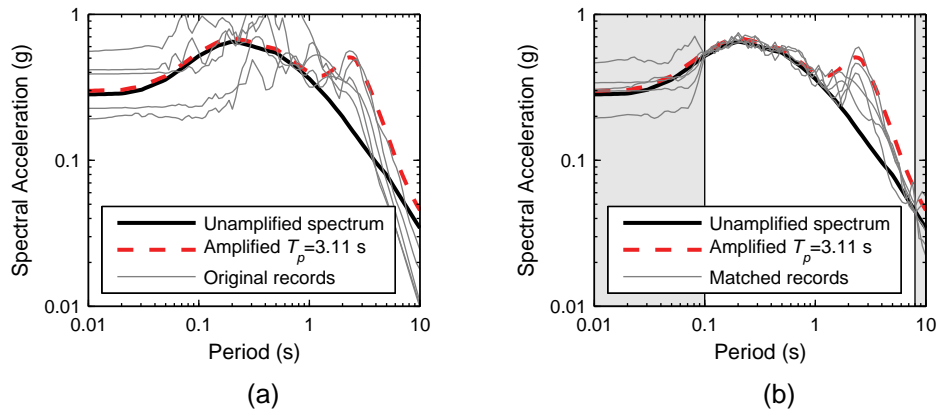 1
0.1
0.01
0.01
0.1
1
10
Spectral Acceleration (g)
Period (s)
Unamplified spectrum
Amplified Tp=3.11 s
Original records
(a)
1
0.1
0.01
0.01
0.1
1
10
Spectral Acceleration (g)
Period (s)
Unamplified spectrum
Amplified Tp=3.11 s
Matched records
(b)